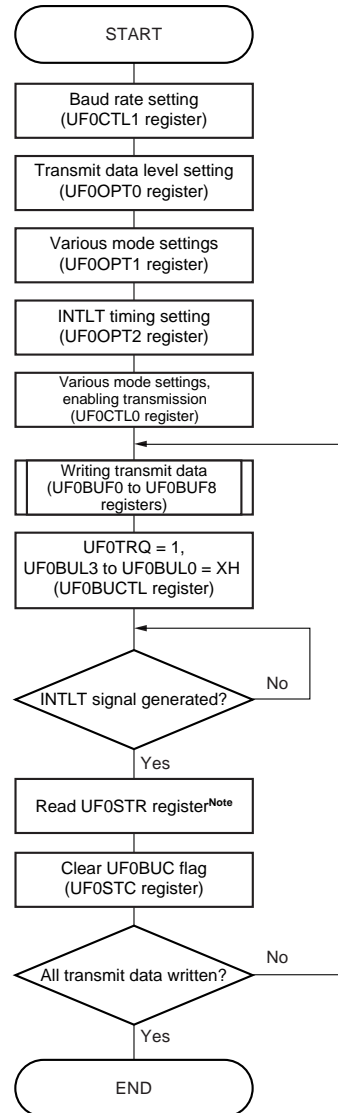 START
Baud rate setting
(UF0CTL1 register)
Transmit data level setting
(UF0OPT0 register)
Various mode settings
(UF0OPT1 register)
INTLT timing setting
(UF0OPT2 register)
Various mode settings,
enabling transmission
(UF0CTL0 register)
Writing transmit data
(UF0BUF0 to UF0BUF8
registers)
UF0TRQ = 1,
UF0BUL3 to UF0BUL0 = XH
(UF0BUCTL register)
INTLT signal generated?
No
Yes
Read UF0STR registerNote
Clear UF0BUC flag
(UF0STC register)
All transmit data written?
No
Yes
END